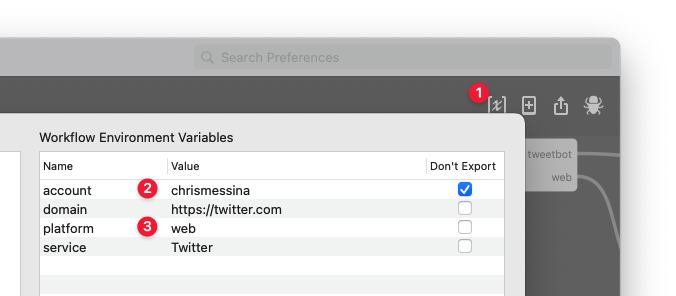 Search Preferences
1
[x]
Workflow Environment Variables
Name Value Don't Export
account 2 chrismessina
domain https://twitter.com
platform 3 web
service Twitter
tweetbot
web